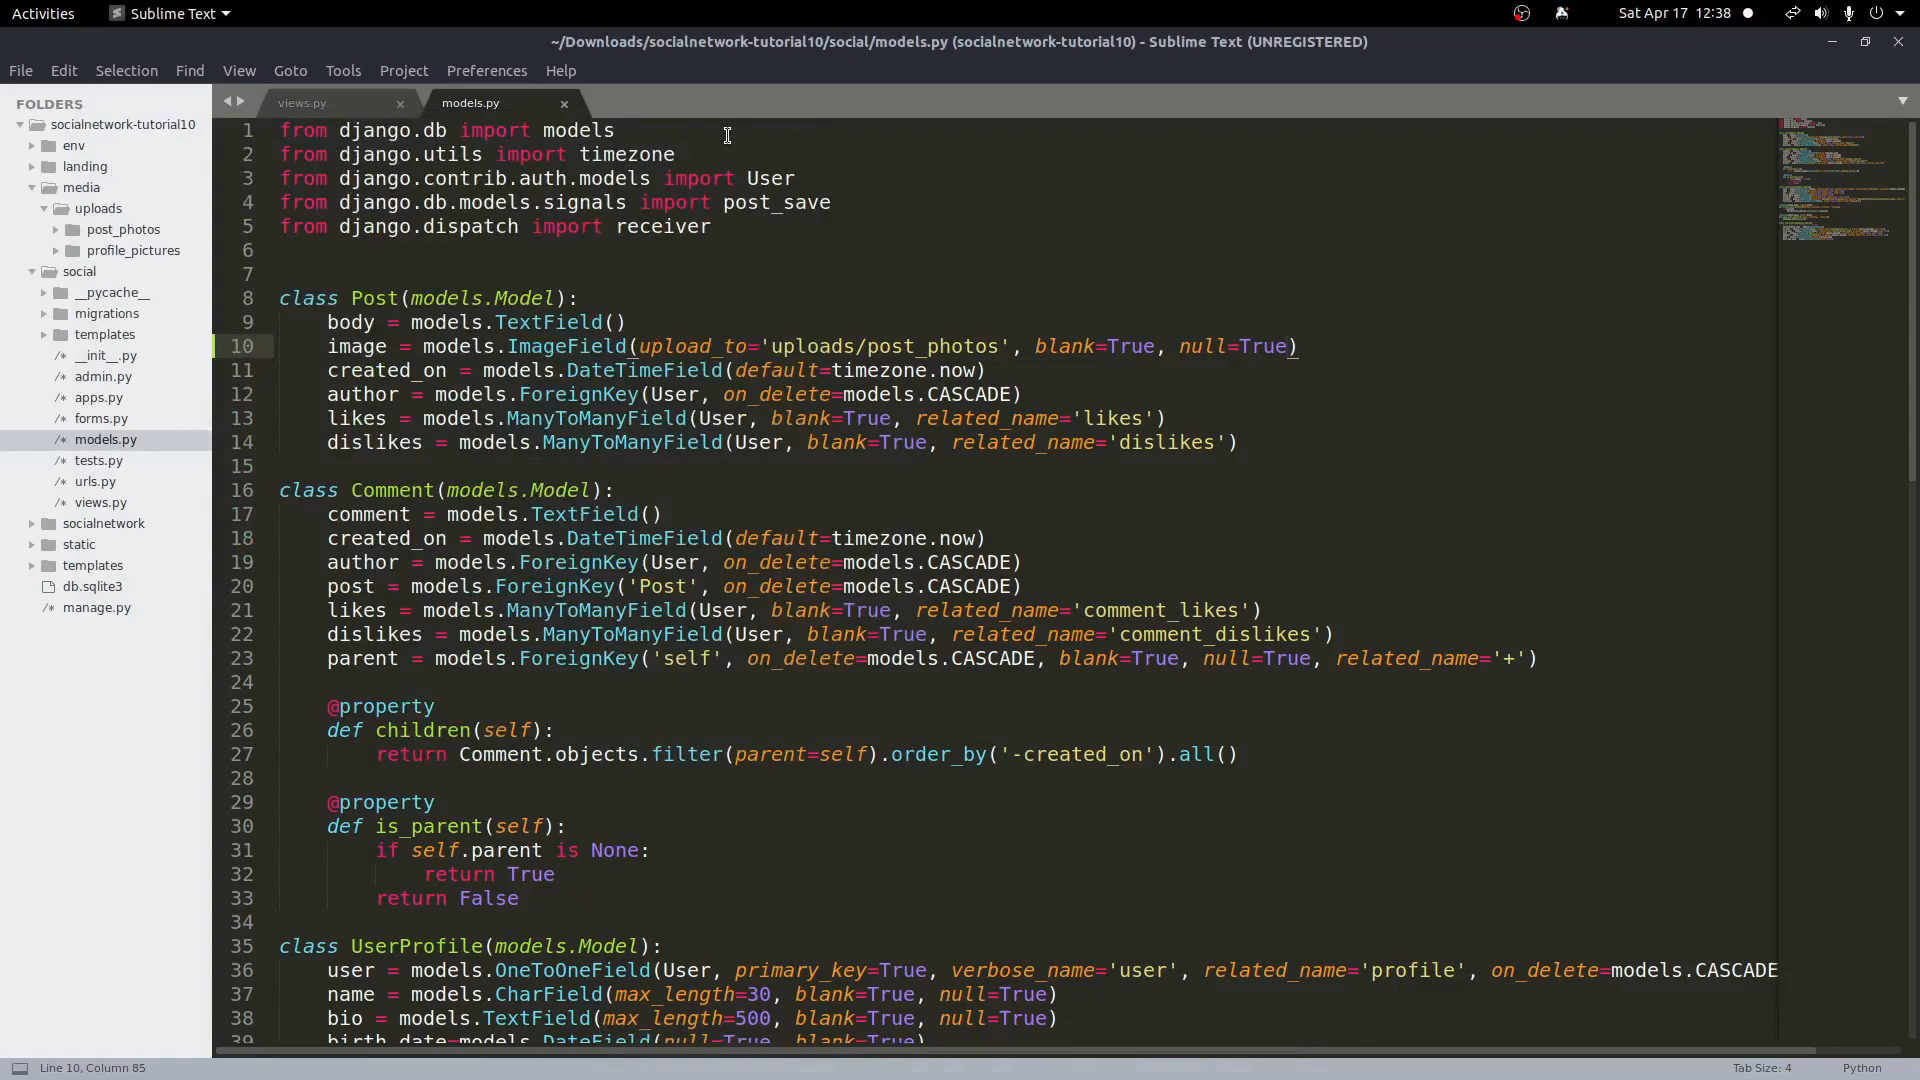 Activities Sublime Text Sat Apr 17 12:38
~/Downloads/socialnetwork-tutorial10/social/models.py (socialnetwork-tutorial10) - Sublime Text (UNREGISTERED)
File Edit Selection Find View Goto Tools Project Preferences Help
FOLDERS
socialnetwork-tutorial10
env
landing
media
uploads
post_photos
profile_pictures
social
__pycache__
migrations
templates
/* __init__.py
/* admin.py
/* apps.py
/* forms.py
/* models.py
/* tests.py
/* urls.py
/* views.py
socialnetwork
static
templates
db.sqlite3
/* manage.py
views.py × models.py ×
1 from django.db import models
2 from django.utils import timezone
3 from django.contrib.auth.models import User
4 from django.db.models.signals import post_save
5 from django.dispatch import receiver
6
7
8 class Post(models.Model):
9     body = models.TextField()
10     image = models.ImageField(upload_to='uploads/post_photos', blank=True, null=True)
11     created_on = models.DateTimeField(default=timezone.now)
12     author = models.ForeignKey(User, on_delete=models.CASCADE)
13     likes = models.ManyToManyField(User, blank=True, related_name='likes')
14     dislikes = models.ManyToManyField(User, blank=True, related_name='dislikes')
15
16 class Comment(models.Model):
17     comment = models.TextField()
18     created_on = models.DateTimeField(default=timezone.now)
19     author = models.ForeignKey(User, on_delete=models.CASCADE)
20     post = models.ForeignKey('Post', on_delete=models.CASCADE)
21     likes = models.ManyToManyField(User, blank=True, related_name='comment_likes')
22     dislikes = models.ManyToManyField(User, blank=True, related_name='comment_dislikes')
23     parent = models.ForeignKey('self', on_delete=models.CASCADE, blank=True, null=True, related_name='+')
24
25     @property
26     def children(self):
27         return Comment.objects.filter(parent=self).order_by('-created_on').all()
28
29     @property
30     def is_parent(self):
31         if self.parent is None:
32             return True
33         return False
34
35 class UserProfile(models.Model):
36     user = models.OneToOneField(User, primary_key=True, verbose_name='user', related_name='profile', on_delete=models.CASCADE
37     name = models.CharField(max_length=30, blank=True, null=True)
38     bio = models.TextField(max_length=500, blank=True, null=True)
39     birth_date=models.DateField(null=True, blank=True)
Line 10, Column 85 Tab Size: 4 Python